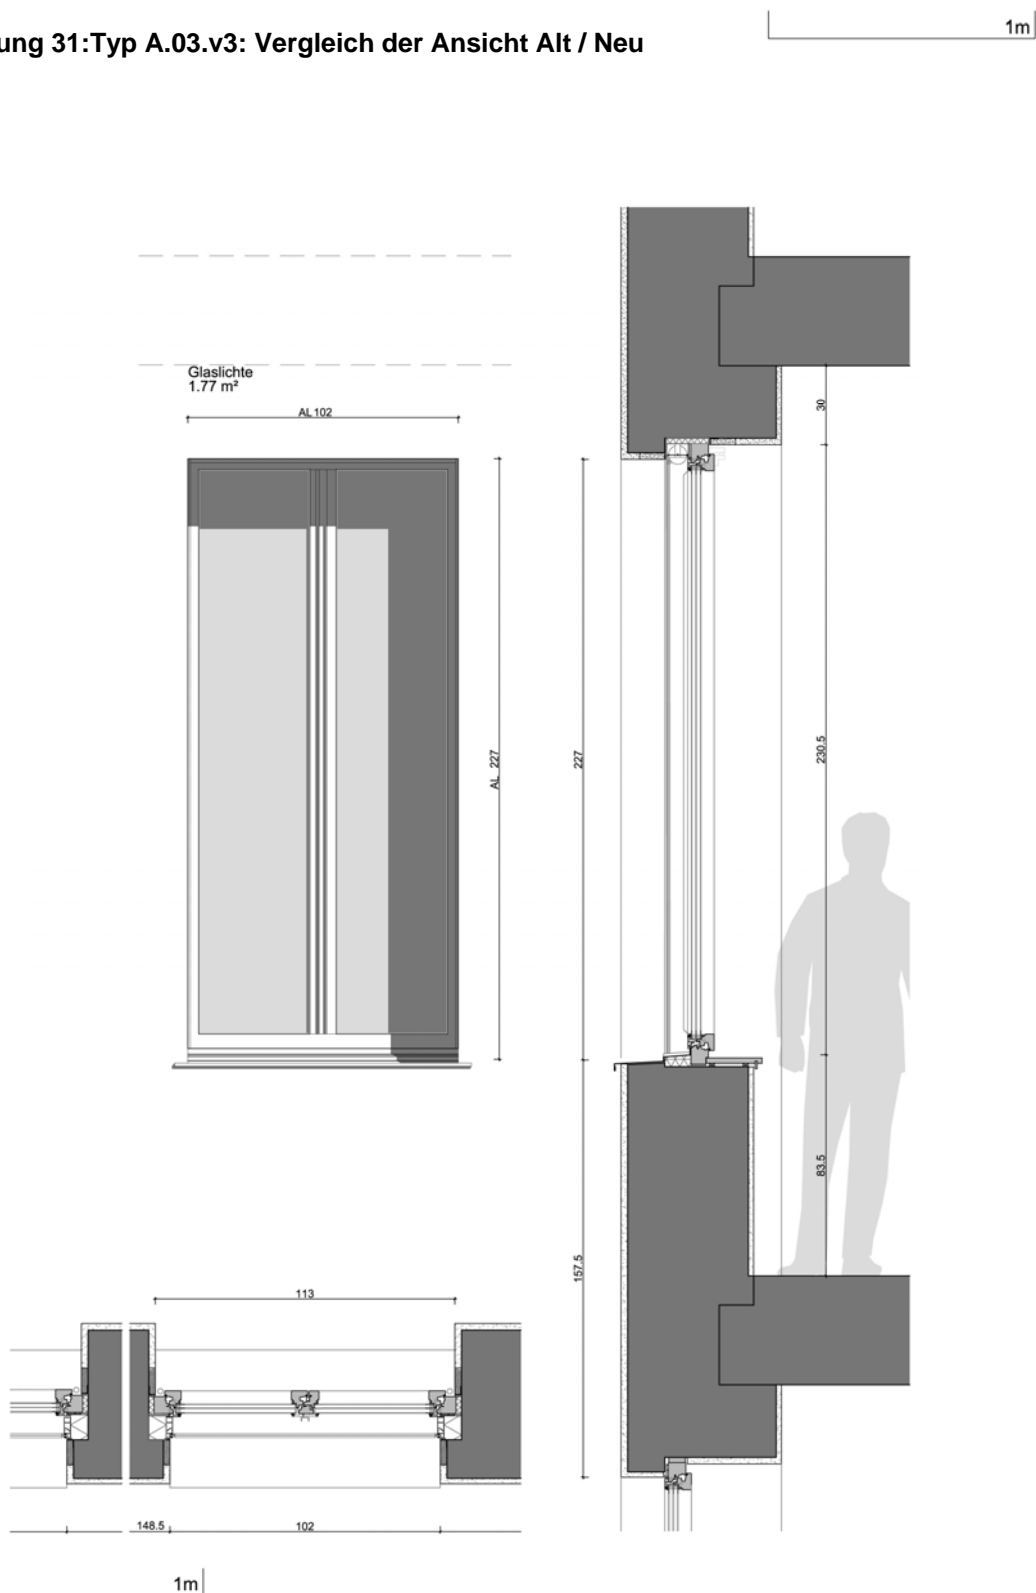 ung 31:Typ A.03.v3: Vergleich der Ansicht Alt / Neu
1m
Glaslichte
1.77 m²
AL 102
30
AL 227
227
230.5
83.5
157.5
113
148.5
102
1m